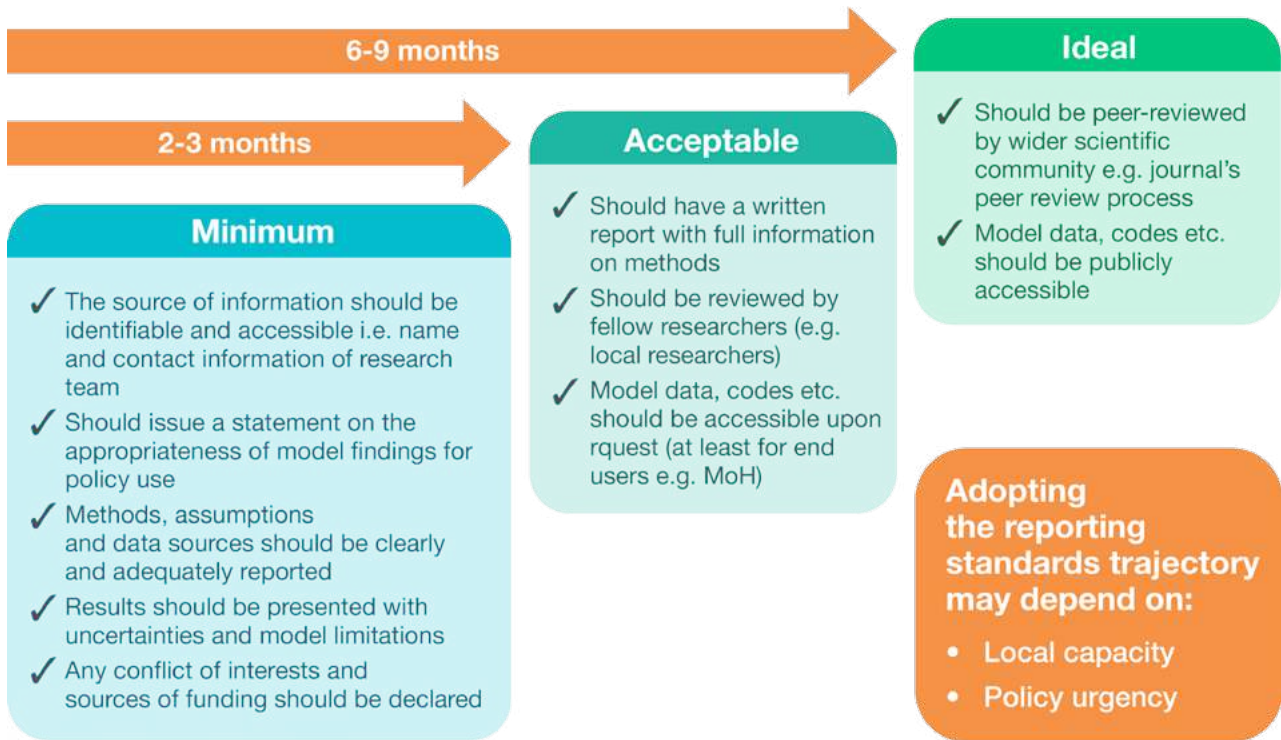 6-9 months
2-3 months
Minimum
✓ The source of information should be
identifiable and accessible i.e. name
and contact information of research
team
✓ Should issue a statement on the
appropriateness of model findings for
policy use
✓ Methods, assumptions
and data sources should be clearly
and adequately reported
✓ Results should be presented with
uncertainties and model limitations
✓ Any conflict of interests and
sources of funding should be declared
Acceptable
✓ Should have a written
report with full information
on methods
✓ Should be reviewed by
fellow researchers (e.g.
local researchers)
✓ Model data, codes etc.
should be accessible upon
rquest (at least for end
users e.g. MoH)
Ideal
✓ Should be peer-reviewed
by wider scientific
community e.g. journal's
peer review process
✓ Model data, codes etc.
should be publicly
accessible
Adopting
the reporting
standards trajectory
may depend on:
• Local capacity
• Policy urgency